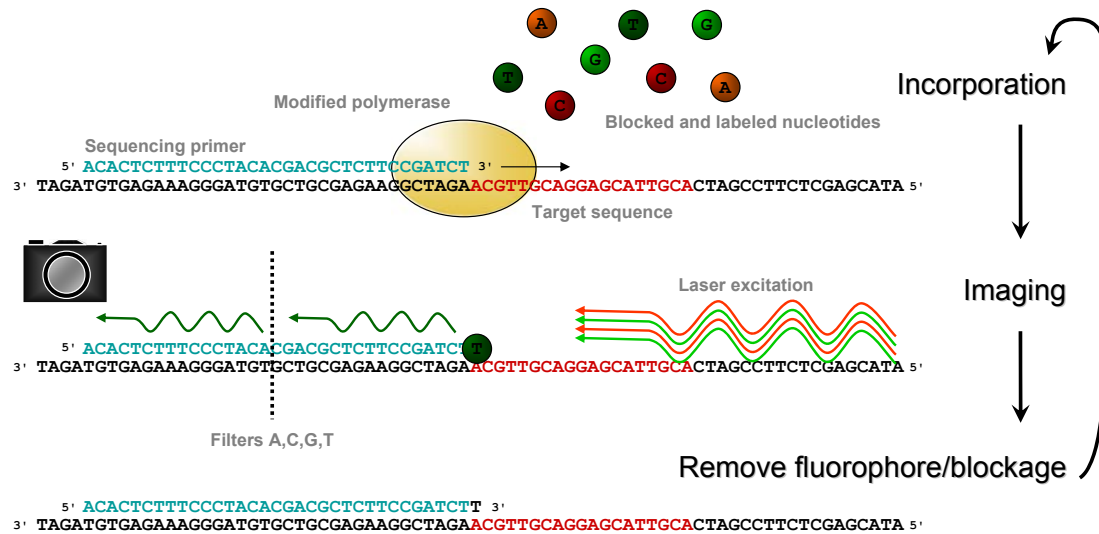 A T G
T G C A
C
Incorporation
Modified polymerase
Blocked and labeled nucleotides
Sequencing primer
5' ACACTCTTTCCCTACACGACGCTCTTCCGATCT 3'
3' TAGATGTGAGAAAGGGATGTGCTGCGAGAAGGCTAGAACGTTGCAGGAGCATTGCACTAGCCTTCTCGAGCATA 5'
Target sequence
Laser excitation
Imaging
5' ACACTCTTTCCCTACACGACGCTCTTCCGATCT T
3' TAGATGTGAGAAAGGGATGTGCTGCGAGAAGGCTAGAACGTTGCAGGAGCATTGCACTAGCCTTCTCGAGCATA 5'
Filters A,C,G,T
Remove fluorophore/blockage
5' ACACTCTTTCCCTACACGACGCTCTTCCGATCTT 3'
3' TAGATGTGAGAAAGGGATGTGCTGCGAGAAGGCTAGAACGTTGCAGGAGCATTGCACTAGCCTTCTCGAGCATA 5'